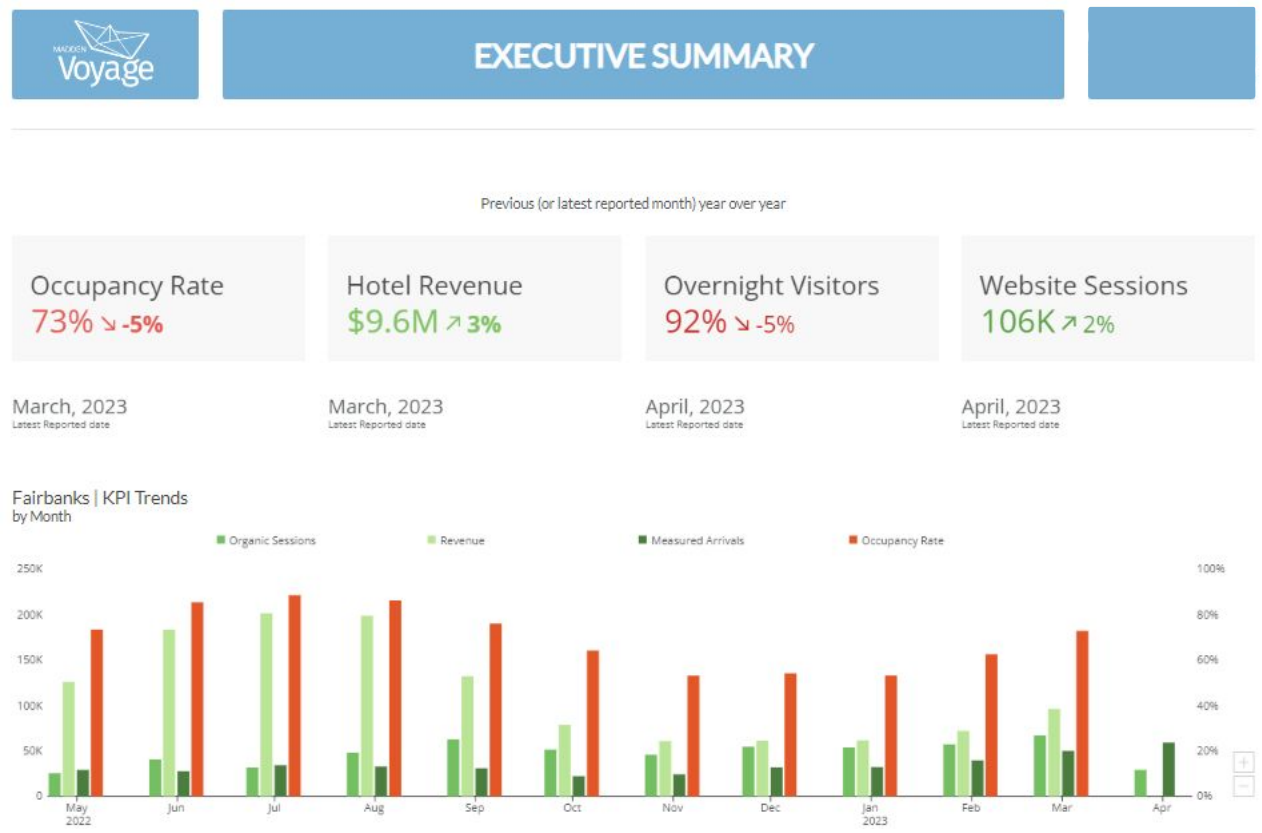 MADDEN
Voyage
EXECUTIVE SUMMARY
Previous (or latest reported month) year over year
Occupancy Rate
73% ↘ -5%
Hotel Revenue
$9.6M ↗ 3%
Overnight Visitors
92% ↘ -5%
Website Sessions
106K ↗ 2%
March, 2023
Latest Reported date
March, 2023
Latest Reported date
April, 2023
Latest Reported date
April, 2023
Latest Reported date
Fairbanks | KPI Trends
by Month
Organic Sessions Revenue Measured Arrivals Occupancy Rate
250K 100%
200K 80%
150K 60%
100K 40%
50K 20%
0 0%
+
−
May Jun Jul Aug Sep Oct Nov Dec Jan Feb Mar Apr
2022 2023